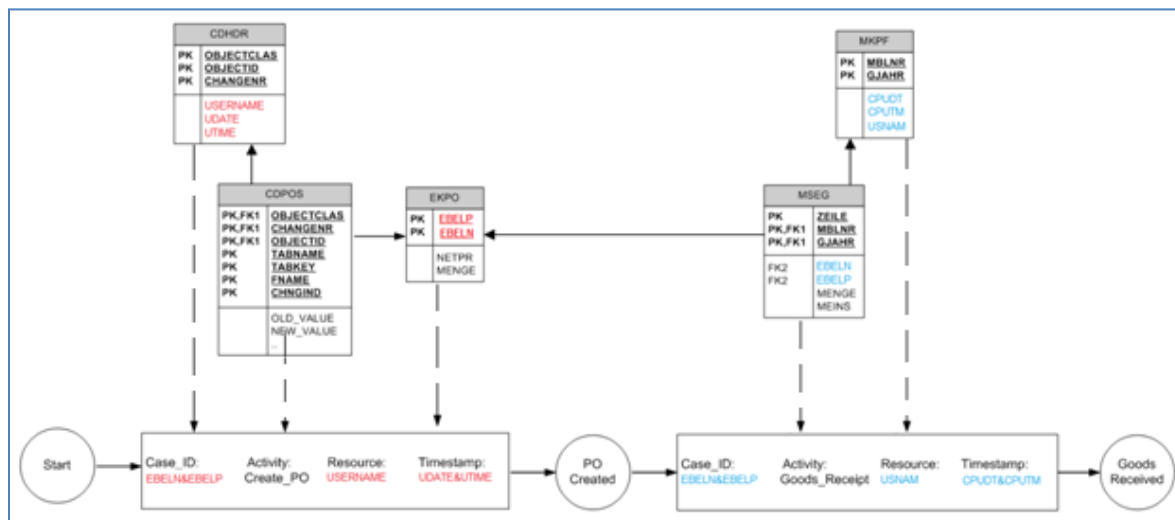 CDHDR
PK OBJECTCLAS
PK OBJECTID
PK CHANGENR
USERNAME
UDATE
UTIME
MKPF
PK MBLNR
PK GJAHR
CPUDT
CPUTM
USNAM
CDPOS
PK,FK1 OBJECTCLAS
PK,FK1 CHANGENR
PK,FK1 OBJECTID
PK TABNAME
PK TABKEY
PK FNAME
PK CHNGIND
OLD_VALUE
NEW_VALUE
..
EKPO
PK EBELP
PK EBELN
NETPR
MENGE
MSEG
PK ZEILE
PK,FK1 MBLNR
PK,FK1 GJAHR
FK2 EBELN
FK2 EBELP
MENGE
MEINS
Start
Case_ID:
EBELN&EBELP
Activity:
Create_PO
Resource:
USERNAME
Timestamp:
UDATE&UTIME
PO
Created
Case_ID:
EBELN&EBELP
Activity:
Goods_Receipt
Resource:
USNAM
Timestamp:
CPUDT&CPUTM
Goods
Received